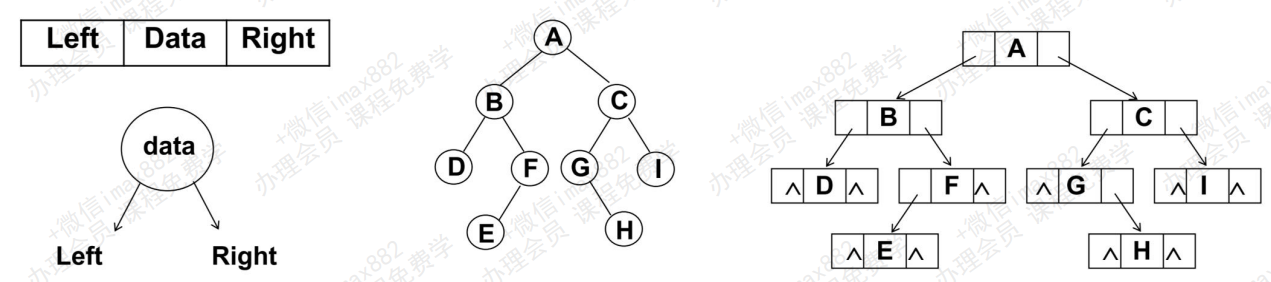 Left Data Right
data
Left Right
A
B C
D F G I
E H
A
B C
^ D ^ F ^ ^ G ^ I ^
^ E ^ ^ H ^
+微信imax882
办理会员 课程免费学